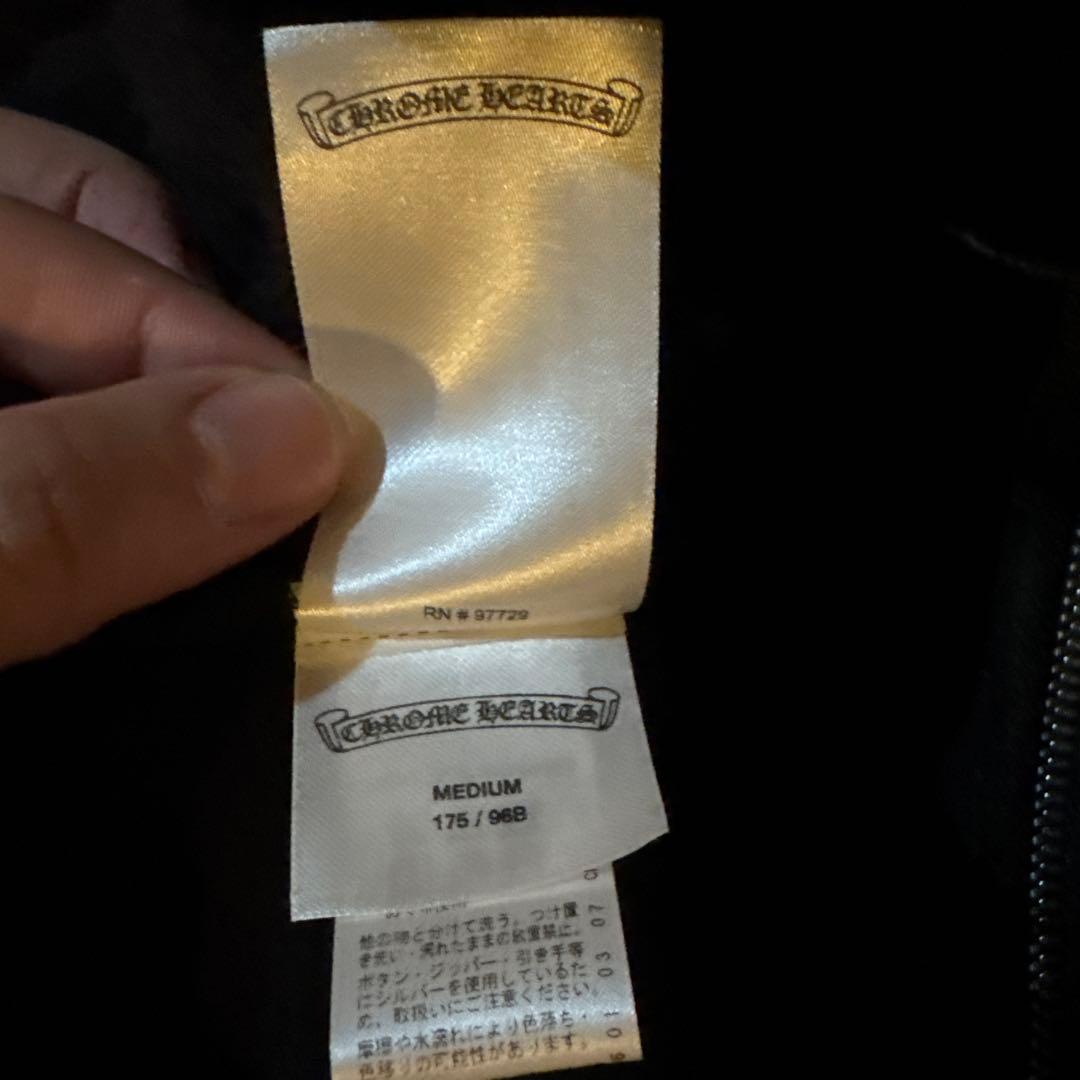 CHROME HEARTS
RN # 97729
CHROME HEARTS
MEDIUM
175 / 96B
他の物と分けて洗う。つけ置
き洗い・濡れたままの放置禁止。
ボタン・ジッパー・引き手等
にシルバーを使用しているた
め、取扱いにご注意ください。
摩擦や水濡れにより色落ち・
色移りの可能性があります。
07
03